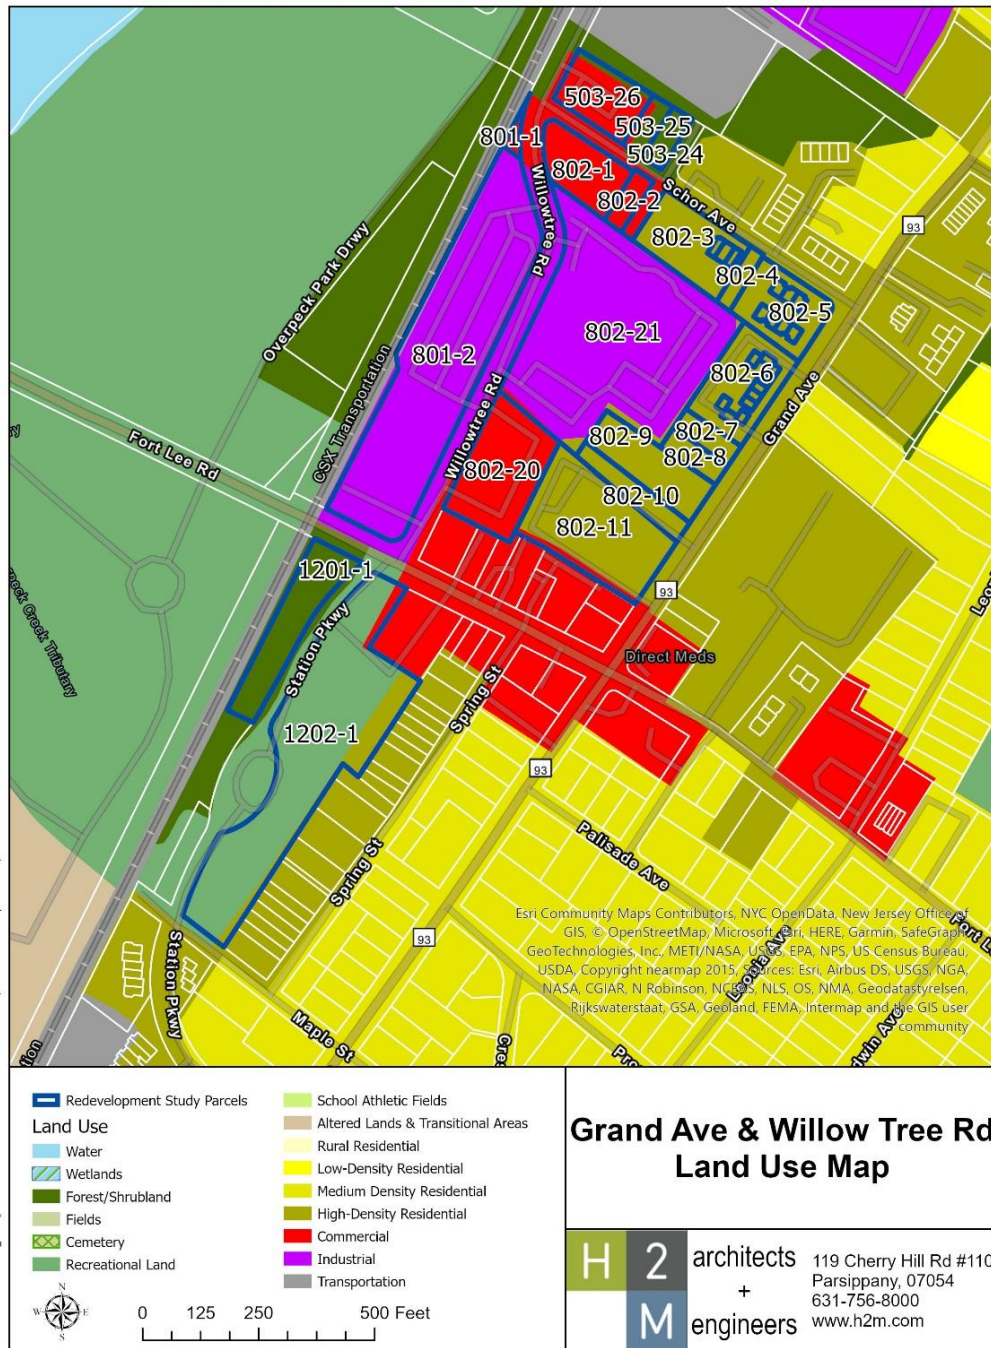 503-26
503-25
503-24
801-1
802-1
802-2
Schor Ave
Willowtree Rd
802-3
93
802-4
802-5
Overpeck Park Drwy
802-21
801-2
CSX Transportation
802-6
Grand Ave
Willowtree Rd
802-7
802-9
802-8
Fort Lee Rd
802-20
802-10
802-11
1201-1
93
Station Pkwy
Direct Meds
Creek Tributary
1202-1
Spring St
93
Palisade Ave
Spring St
93
Station Pkwy
Maple St
Leonia Ave
Esri Community Maps Contributors, NYC OpenData, New Jersey Office of
GIS, © OpenStreetMap, Microsoft, Esri, HERE, Garmin, SafeGraph,
GeoTechnologies, Inc, METI/NASA, USGS, EPA, NPS, US Census Bureau,
USDA, Copyright nearmap 2015, Sources: Esri, Airbus DS, USGS, NGA,
NASA, CGIAR, N Robinson, NCEAS, NLS, OS, NMA, Geodatastyrelsen,
Rijkswaterstaat, GSA, Geoland, FEMA, Intermap and the GIS user
community
Redevelopment Study Parcels
Land Use
Water
Wetlands
Forest/Shrubland
Fields
Cemetery
Recreational Land
School Athletic Fields
Altered Lands & Transitional Areas
Rural Residential
Low-Density Residential
Medium Density Residential
High-Density Residential
Commercial
Industrial
Transportation
N
W E
S
0 125 250 500 Feet
Grand Ave & Willow Tree Rd
Land Use Map
H2M
architects
+
engineers
119 Cherry Hill Rd #110
Parsippany, 07054
631-756-8000
www.h2m.com